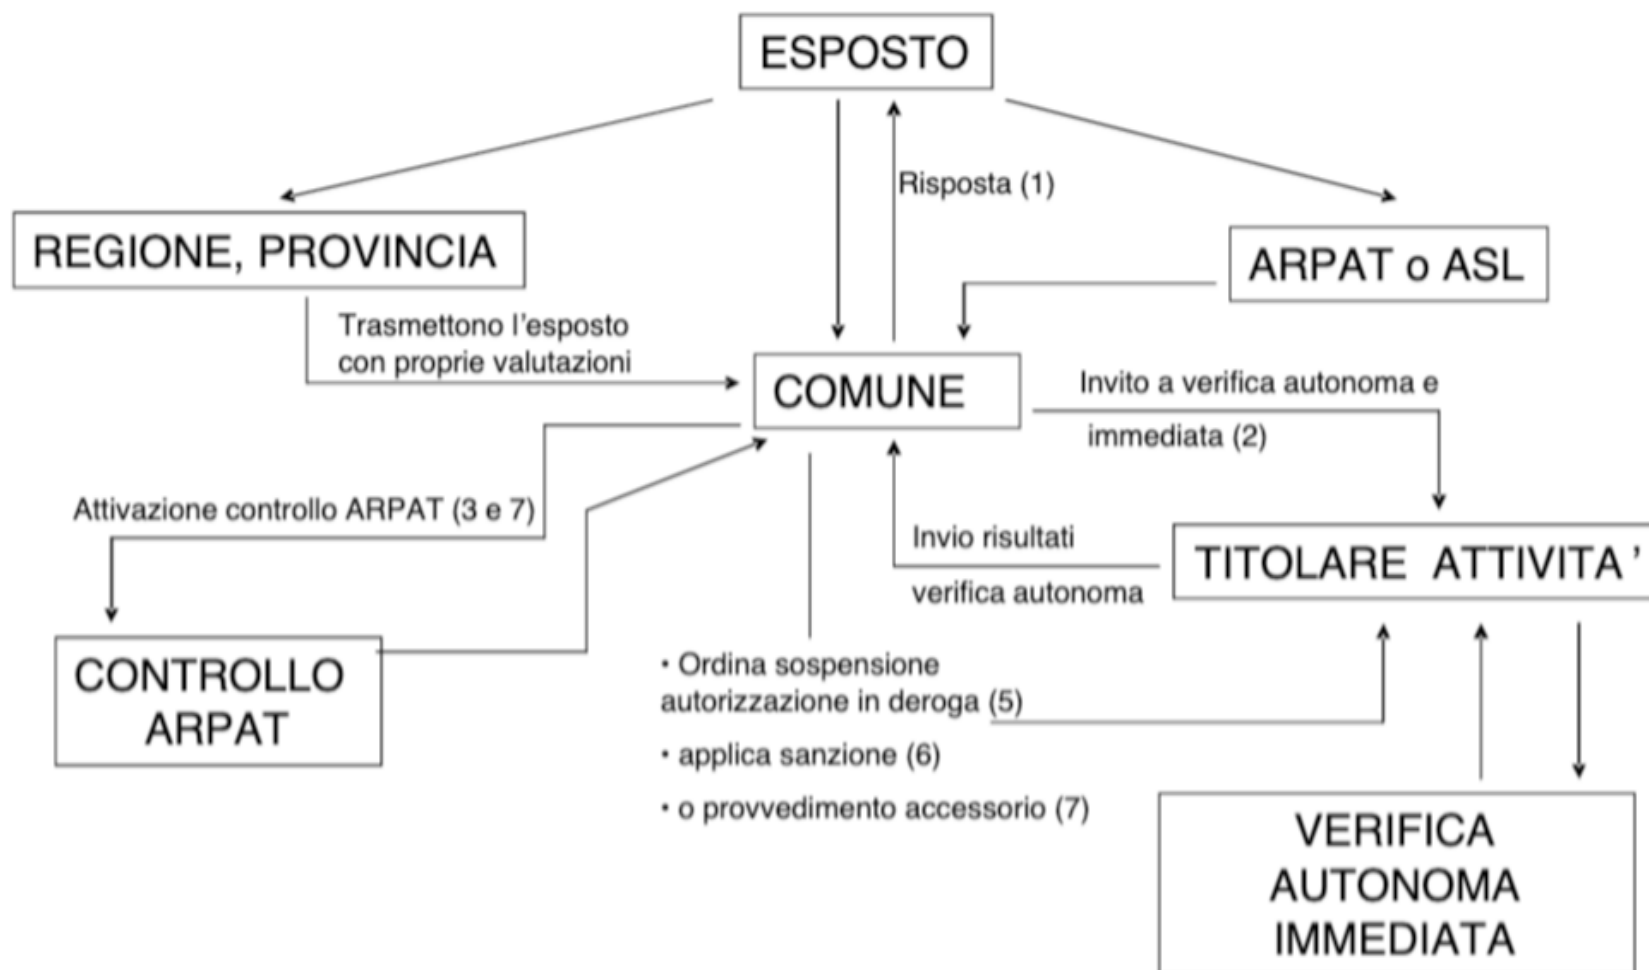 ESPOSTO
Risposta (1)
REGIONE, PROVINCIA
ARPAT o ASL
Trasmettono l'esposto
con proprie valutazioni
COMUNE
Invito a verifica autonoma e
immediata (2)
Attivazione controllo ARPAT (3 e 7)
Invio risultati
verifica autonoma
TITOLARE ATTIVITA'
CONTROLLO
ARPAT
• Ordina sospensione
autorizzazione in deroga (5)
• applica sanzione (6)
• o provvedimento accessorio (7)
VERIFICA
AUTONOMA
IMMEDIATA